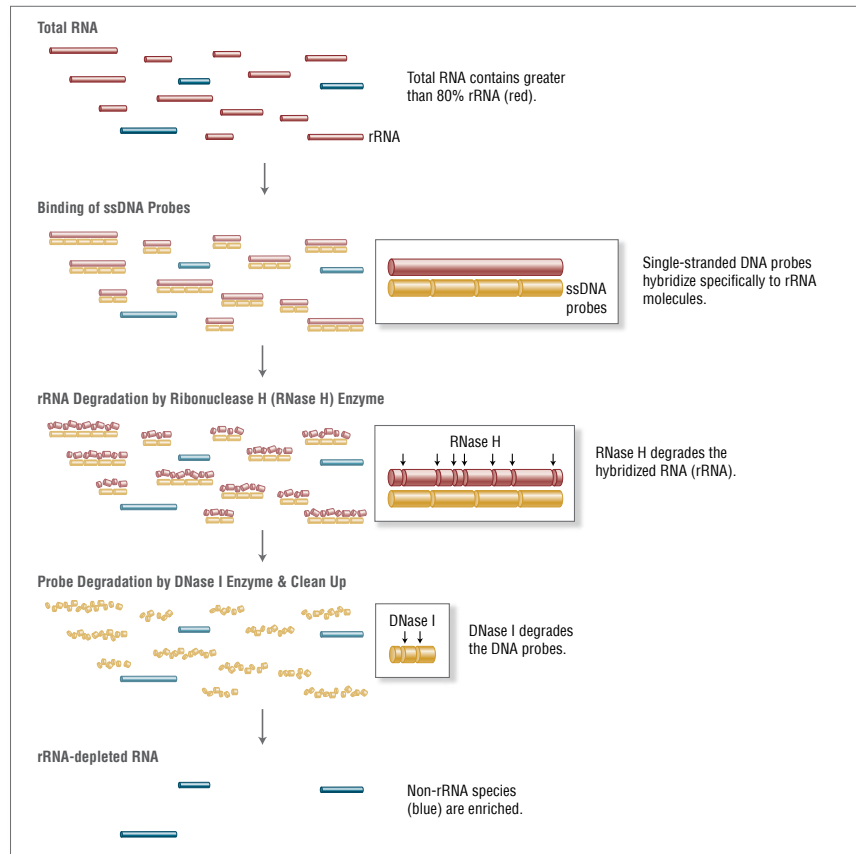 Total RNA
Total RNA contains greater
than 80% rRNA (red).
rRNA
Binding of ssDNA Probes
ssDNA
probes
Single-stranded DNA probes
hybridize specifically to rRNA
molecules.
rRNA Degradation by Ribonuclease H (RNase H) Enzyme
RNase H
RNase H degrades the
hybridized RNA (rRNA).
Probe Degradation by DNase I Enzyme & Clean Up
DNase I
DNase I degrades
the DNA probes.
rRNA-depleted RNA
Non-rRNA species
(blue) are enriched.